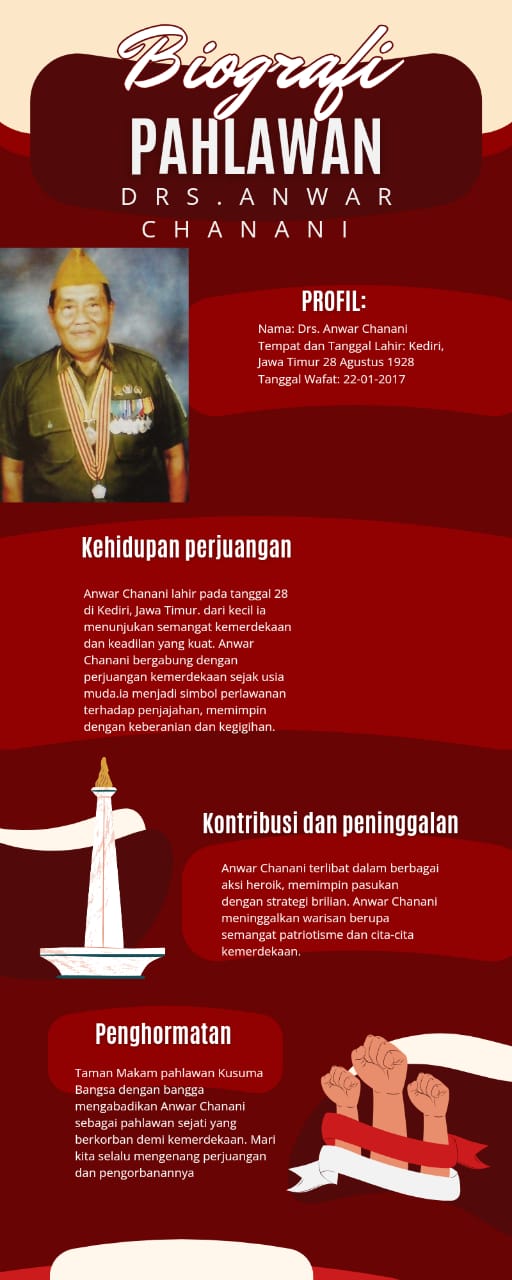 Biografi
PAHLAWAN
DRS.ANWAR
CHANANI
PROFIL:
Nama: Drs. Anwar Chanani
Tempat dan Tanggal Lahir: Kediri,
Jawa Timur 28 Agustus 1928
Tanggal Wafat: 22-01-2017
Kehidupan perjuangan
Anwar Chanani lahir pada tanggal 28
di Kediri, Jawa Timur. dari kecil ia
menunjukan semangat kemerdekaan
dan keadilan yang kuat. Anwar
Chanani bergabung dengan
perjuangan kemerdekaan sejak usia
muda.ia menjadi simbol perlawanan
terhadap penjajahan, memimpin
dengan keberanian dan kegigihan.
Kontribusi dan peninggalan
Anwar Chanani terlibat dalam berbagai
aksi heroik, memimpin pasukan
dengan strategi brilian. Anwar Chanani
meninggalkan warisan berupa
semangat patriotisme dan cita-cita
kemerdekaan.
Penghormatan
Taman Makam pahlawan Kusuma
Bangsa dengan bangga
mengabadikan Anwar Chanani
sebagai pahlawan sejati yang
berkorban demi kemerdekaan. Mari
kita selalu mengenang perjuangan
dan pengorbanannya